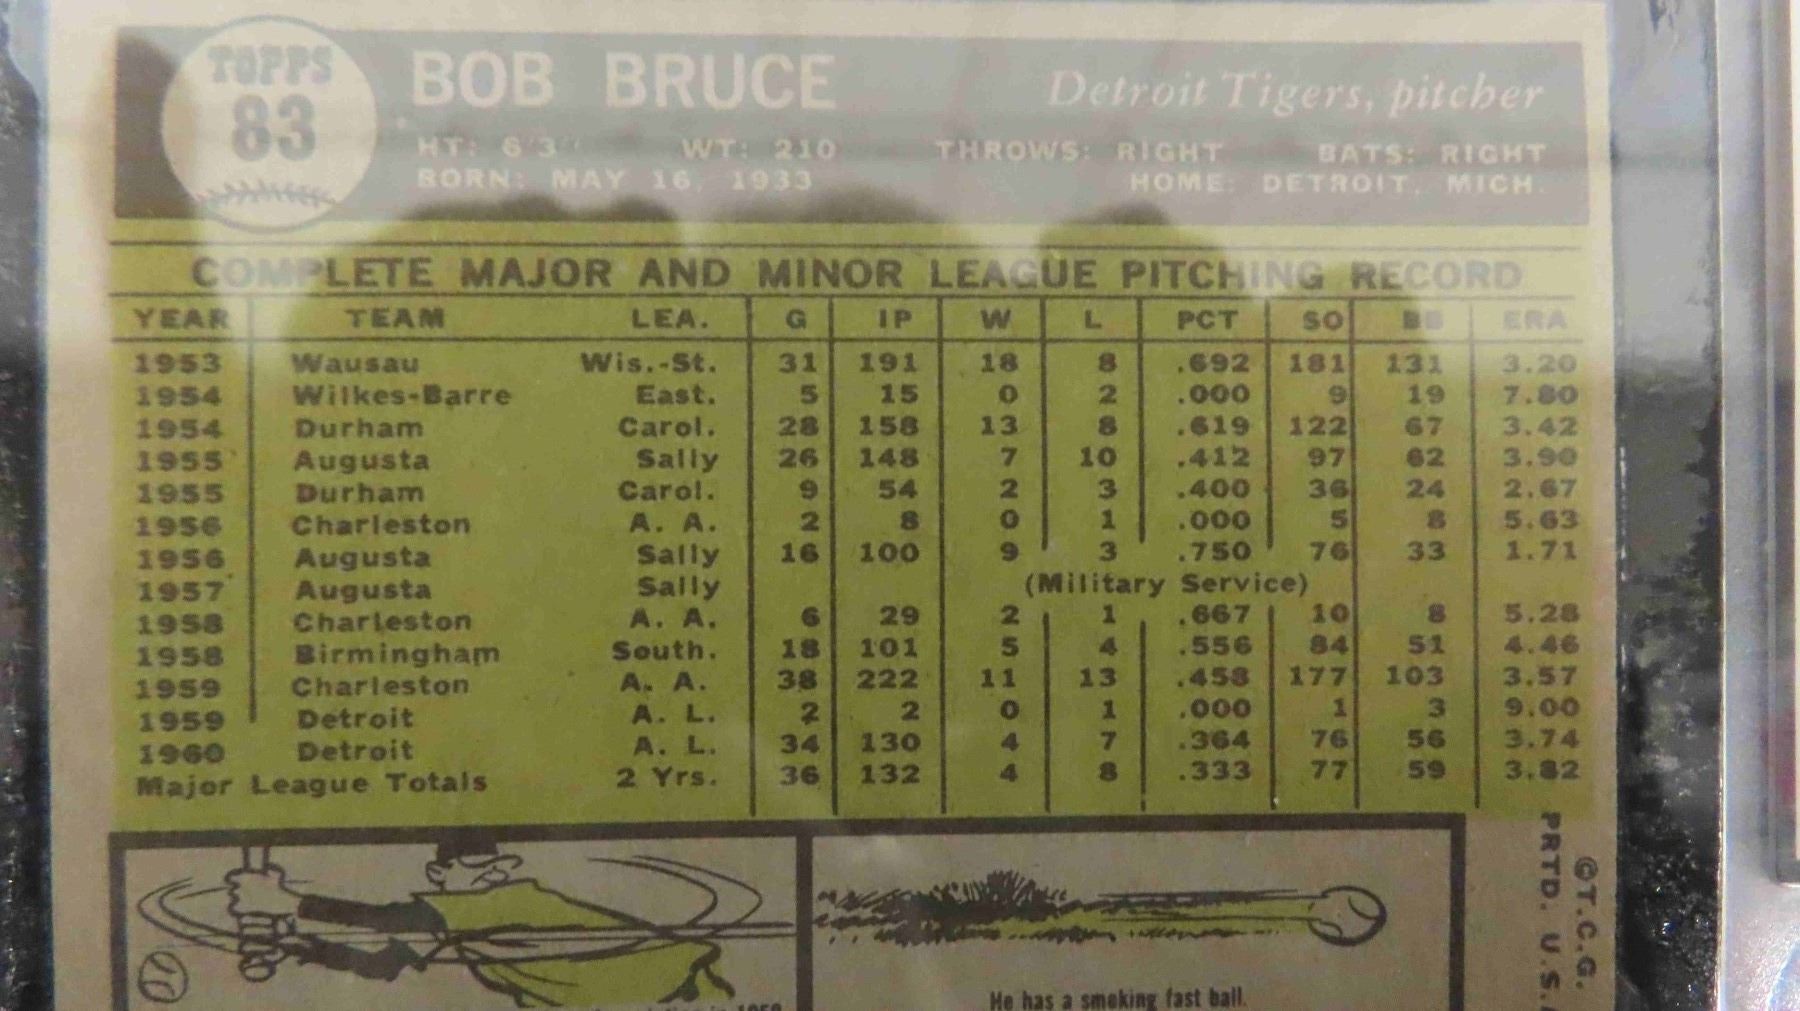 TOPPS
83
BOB BRUCE
Detroit Tigers, pitcher
HT: 6'3" WT: 210 THROWS: RIGHT BATS: RIGHT
BORN: MAY 16, 1933 HOME: DETROIT, MICH.
COMPLETE MAJOR AND MINOR LEAGUE PITCHING RECORD
YEAR TEAM LEA. G IP W L PCT SO BB ERA
1953 Wausau Wis.-St. 31 191 18 8 .692 181 131 3.20
1954 Wilkes-Barre East. 5 15 0 2 .000 9 19 7.80
1954 Durham Carol. 28 158 13 8 .619 122 67 3.42
1955 Augusta Sally 26 148 7 10 .412 97 62 3.90
1955 Durham Carol. 9 54 2 3 .400 36 24 2.67
1956 Charleston A. A. 2 8 0 1 .000 5 8 5.63
1956 Augusta Sally 16 100 9 3 .750 76 33 1.71
1957 Augusta Sally (Military Service)
1958 Charleston A. A. 6 29 2 1 .667 10 8 5.28
1958 Birmingham South. 18 101 5 4 .556 84 51 4.46
1959 Charleston A. A. 38 222 11 13 .458 177 103 3.57
1959 Detroit A. L. 2 2 0 1 .000 1 3 9.00
1960 Detroit A. L. 34 130 4 7 .364 76 56 3.74
Major League Totals 2 Yrs. 36 132 4 8 .333 77 59 3.82
He has a smoking fast ball.
©T.C.G.
PRTD. U.S.